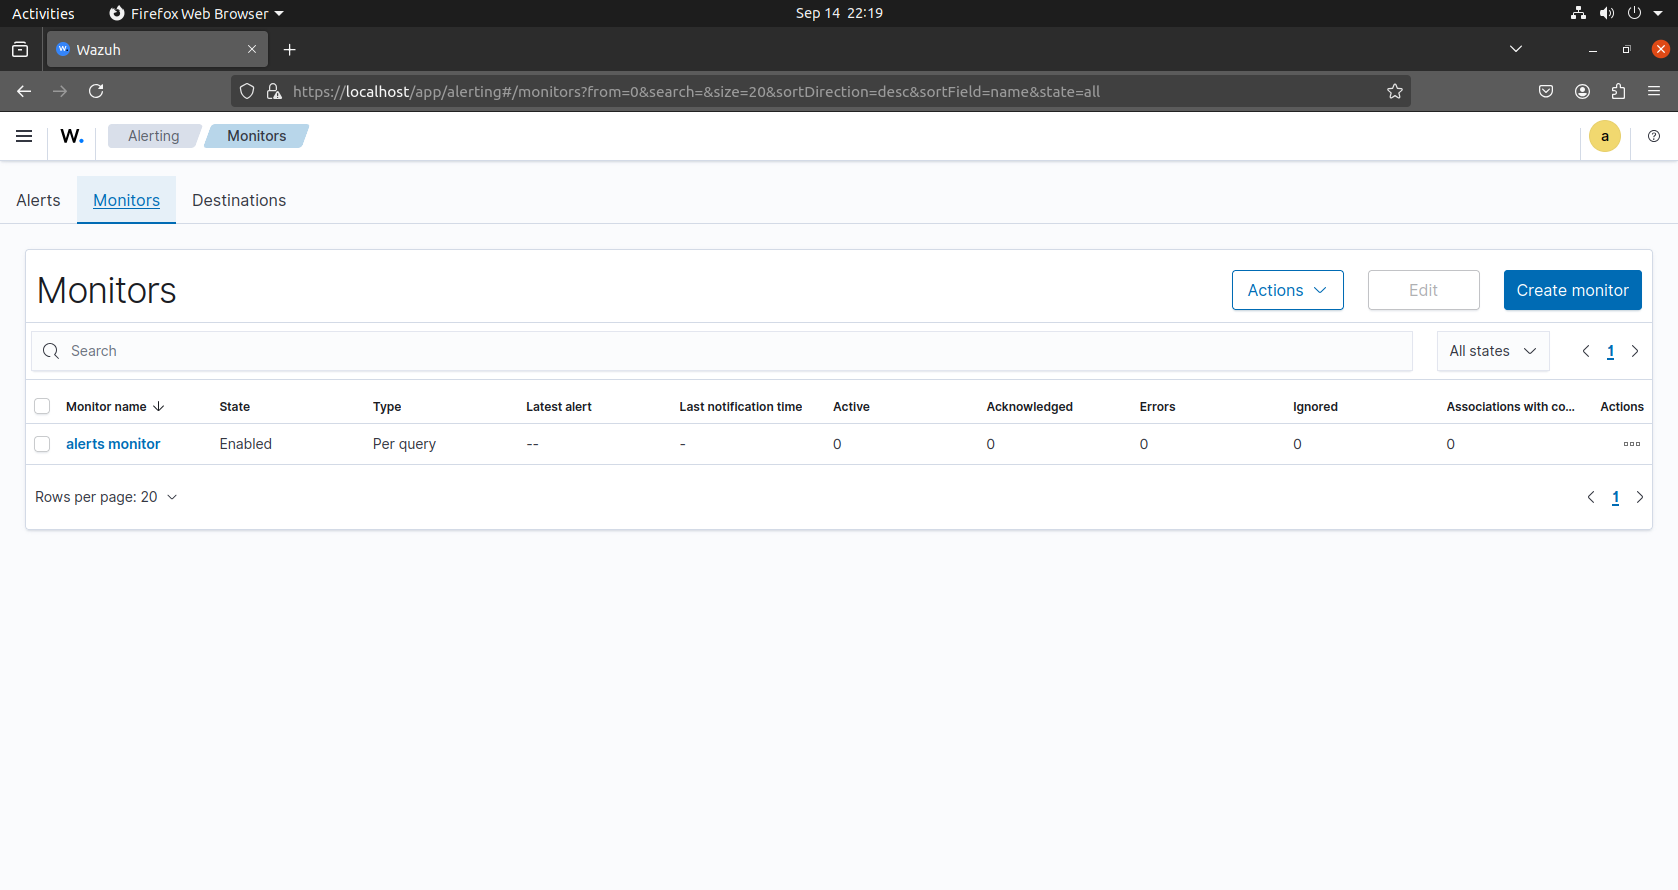 Activities Firefox Web Browser Sep 14 22:19
Wazuh
https://localhost/app/alerting#/monitors?from=0&search=&size=20&sortDirection=desc&sortField=name&state=all
W. Alerting Monitors a
Alerts Monitors Destinations
Monitors Actions Edit Create monitor
Search All states 1
Monitor name State Type Latest alert Last notification time Active Acknowledged Errors Ignored Associations with co... Actions
alerts monitor Enabled Per query -- - 0 0 0 0 0
Rows per page: 20 1